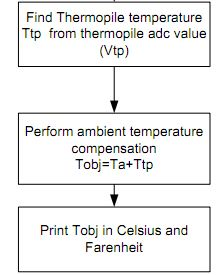 Find Thermopile temperature
Ttp from thermopile adc value
(Vtp)
Perform ambient temperature
compensation
Tobj=Ta+Ttp
Print Tobj in Celsius and
Farenheit